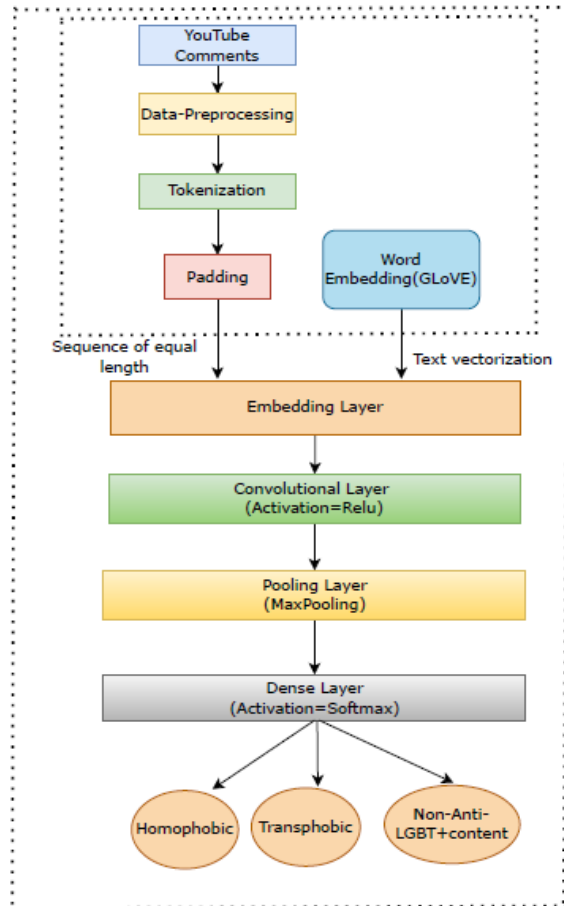 YouTube
Comments
Data-Preprocessing
Tokenization
Padding
Word
Embedding(GLoVE)
Sequence of equal
length
Text vectorization
Embedding Layer
Convolutional Layer
(Activation=Relu)
Pooling Layer
(MaxPooling)
Dense Layer
(Activation=Softmax)
Homophobic
Transphobic
Non-Anti-
LGBT+content